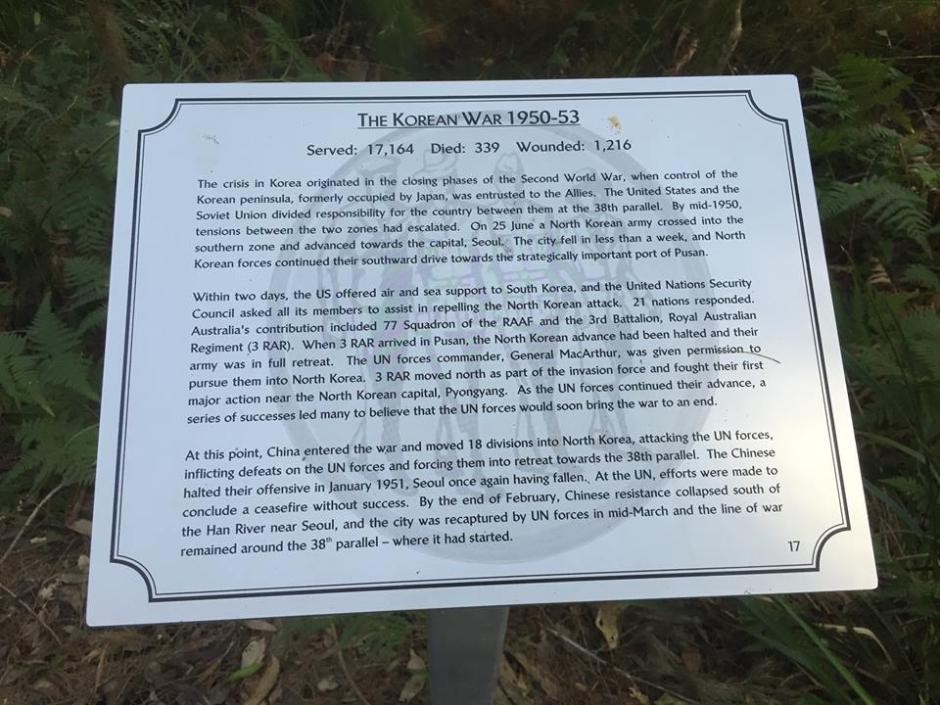 THE KOREAN WAR 1950-53
Served: 17,164 Died: 339 Wounded: 1,216
The crisis in Korea originated in the closing phases of the Second World War, when control of the
Korean peninsula, formerly occupied by Japan, was entrusted to the Allies. The United States and the
Soviet Union divided responsibility for the country between them at the 38th parallel. By mid-1950,
tensions between the two zones had escalated. On 25 June a North Korean army crossed into the
southern zone and advanced towards the capital, Seoul. The city fell in less than a week, and North
Korean forces continued their southward drive towards the strategically important port of Pusan.
Within two days, the US offered air and sea support to South Korea, and the United Nations Security
Council asked all its members to assist in repelling the North Korean attack. 21 nations responded.
Australia's contribution included 77 Squadron of the RAAF and the 3rd Battalion, Royal Australian
Regiment (3 RAR). When 3 RAR arrived in Pusan, the North Korean advance had been halted and their
army was in full retreat. The UN forces commander, General MacArthur, was given permission to
pursue them into North Korea. 3 RAR moved north as part of the invasion force and fought their first
major action near the North Korean capital, Pyongyang. As the UN forces continued their advance, a
series of successes led many to believe that the UN forces would soon bring the war to an end.
At this point, China entered the war and moved 18 divisions into North Korea, attacking the UN forces,
inflicting defeats on the UN forces and forcing them into retreat towards the 38th parallel. The Chinese
halted their offensive in January 1951, Seoul once again having fallen. At the UN, efforts were made to
conclude a ceasefire without success. By the end of February, Chinese resistance collapsed south of
the Han River near Seoul, and the city was recaptured by UN forces in mid-March and the line of war
remained around the 38th parallel – where it had started.
17